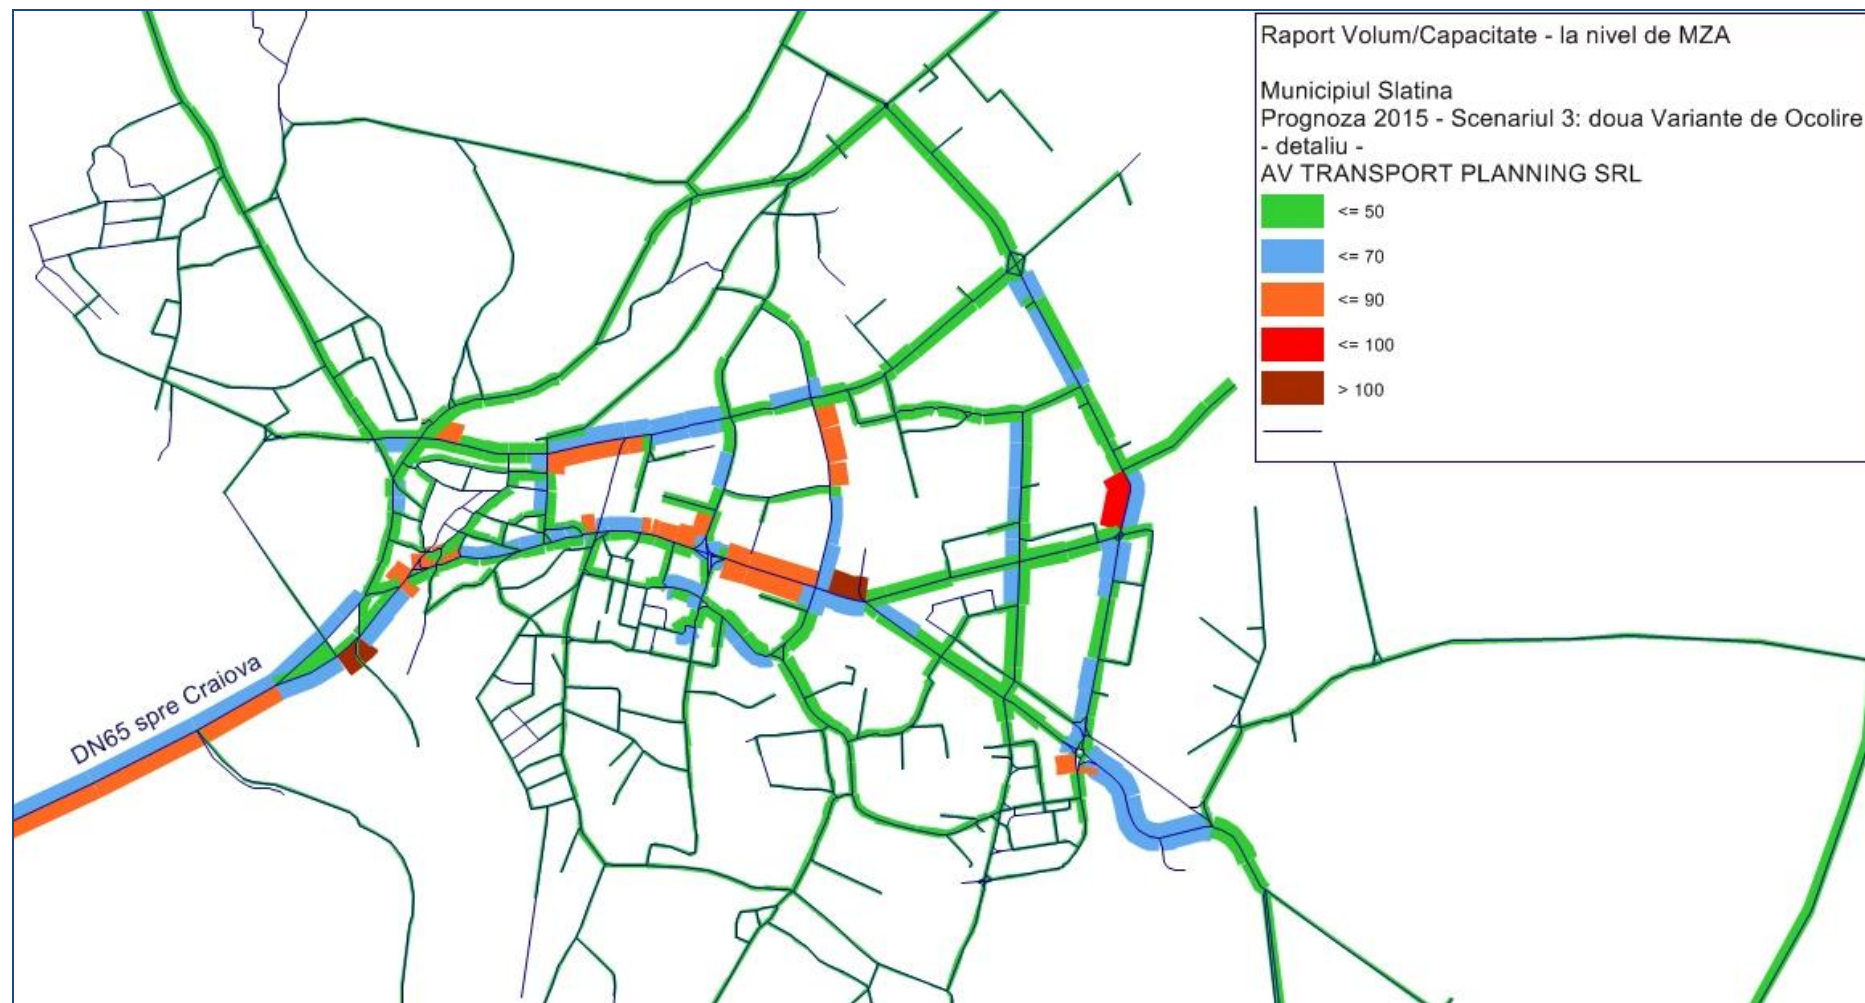 Raport Volum/Capacitate - la nivel de MZA
Municipiul Slatina
Prognoza 2015 - Scenariul 3: doua Variante de Ocolire
- detaliu -
AV TRANSPORT PLANNING SRL
<= 50
<= 70
<= 90
<= 100
> 100
DN65 spre Craiova